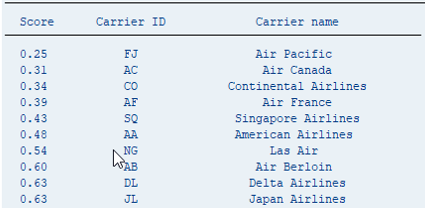 Score Carrier ID Carrier name
0.25 FJ Air Pacific
0.31 AC Air Canada
0.34 CO Continental Airlines
0.39 AF Air France
0.43 SQ Singapore Airlines
0.48 AA American Airlines
0.54 NG Las Air
0.60 AB Air Berloin
0.63 DL Delta Airlines
0.63 JL Japan Airlines